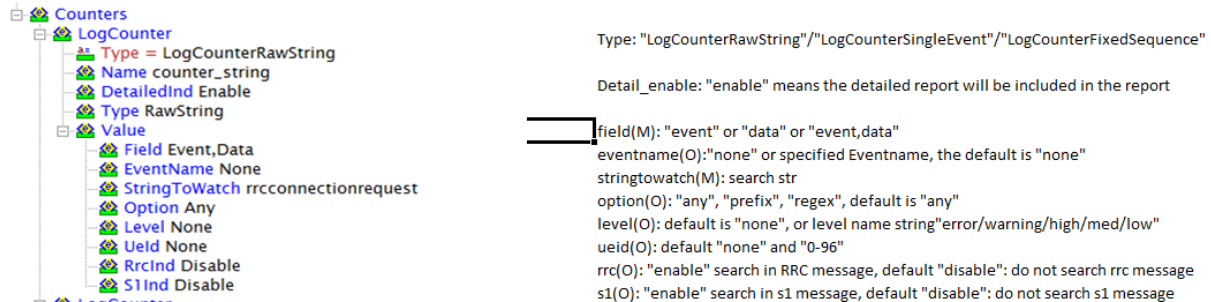 Counters
LogCounter
Type = LogCounterRawString
Name counter_string
DetailedInd Enable
Type RawString
Value
Field Event,Data
EventName None
StringToWatch rrcconnectionrequest
Option Any
Level None
UeId None
RrcInd Disable
S1Ind Disable
LogCounter
Type: "LogCounterRawString"/"LogCounterSingleEvent"/"LogCounterFixedSequence"
Detail_enable: "enable" means the detailed report will be included in the report
field(M): "event" or "data" or "event,data"
eventname(O):"none" or specified Eventname, the default is "none"
stringtowatch(M): search str
option(O): "any", "prefix", "regex", default is "any"
level(O): default is "none", or level name string"error/warning/high/med/low"
ueid(O): default "none" and "0-96"
rrc(O): "enable" search in RRC message, default "disable": do not search rrc message
s1(O): "enable" search in s1 message, default "disable": do not search s1 message